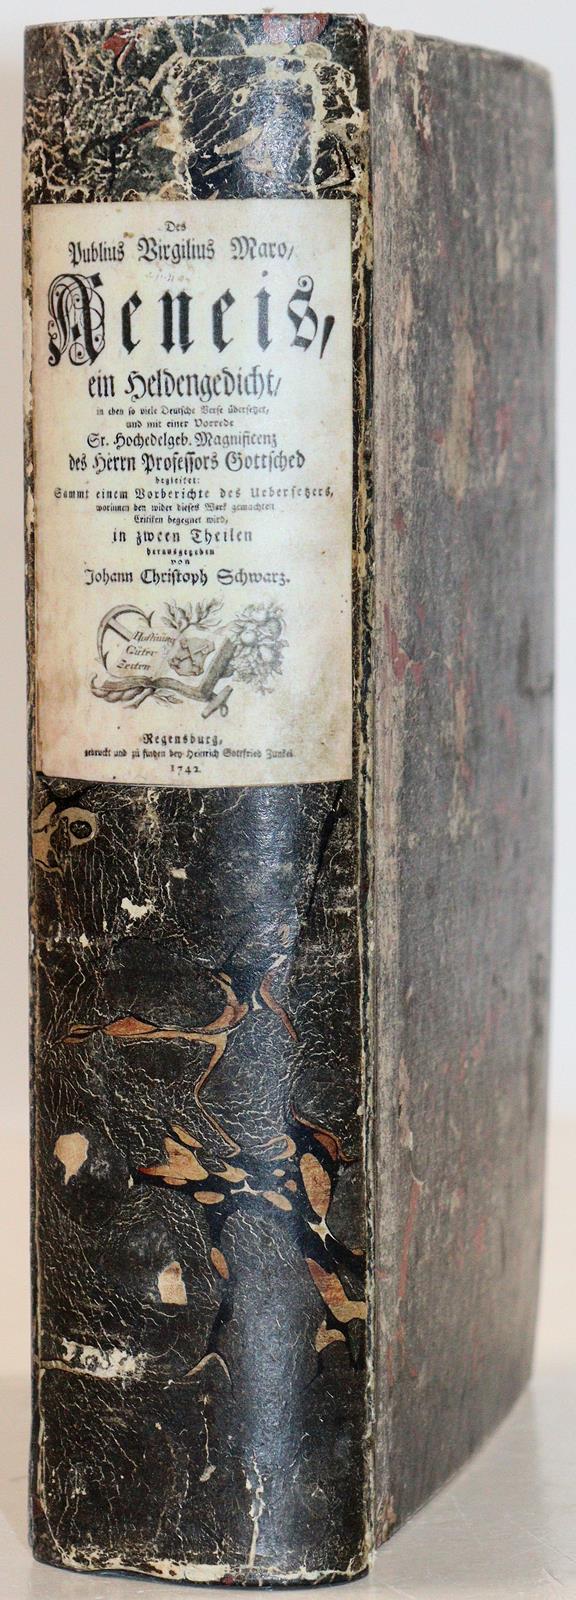 Des
Publius Virgilius Maro,
Aeneis,
ein Heldengedicht,
in eben so viele Deutsche Verse übersetzet,
und mit einer Vorrede
Sr. Hochedelgeb. Magnificenz
des Herrn Professors Gottsched
begleitet:
Sammt einem Vorberichte des Uebersetzers,
worinnen den wider dieses Werk gemachten
Critiken begegnet wird,
in zween Theilen
herausgegeben
von
Johann Christoph Schwarz.
Hoffnung
Guter
Zeiten
Regensburg,
gedruckt und zu finden bey Heinrich Gottfried Zunkel.
1742